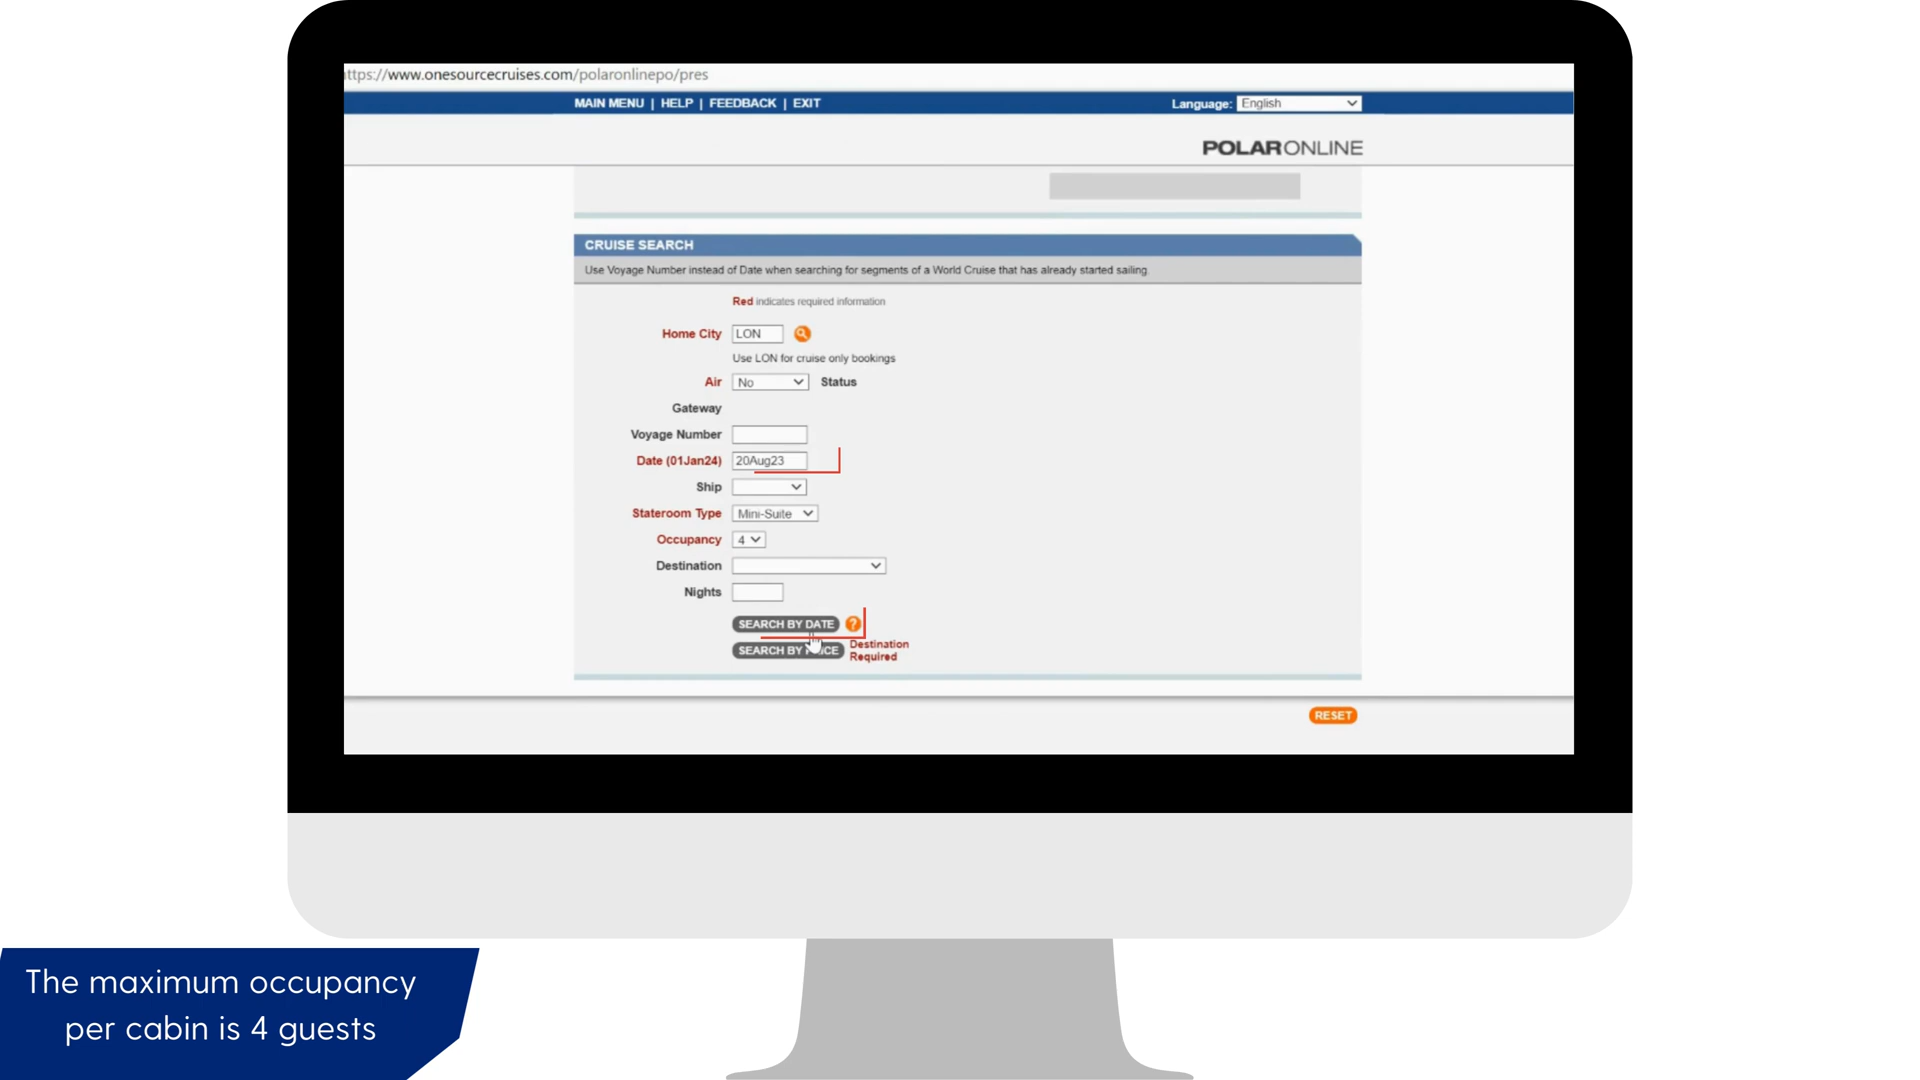 ttps://www.onesourcecruises.com/polaronlinepo/pres
MAIN MENU | HELP | FEEDBACK | EXIT
Language: English
POLARONLINE
CRUISE SEARCH
Use Voyage Number instead of Date when searching for segments of a World Cruise that has already started sailing.
Red indicates required information
Home City LON
Use LON for cruise only bookings
Air No Status
Gateway
Voyage Number
Date (01Jan24) 20Aug23
Ship
Stateroom Type Mini-Suite
Occupancy 4
Destination
Nights
SEARCH BY DATE ?
SEARCH BY PRICE
Destination
Required
RESET
The maximum occupancy
per cabin is 4 guests